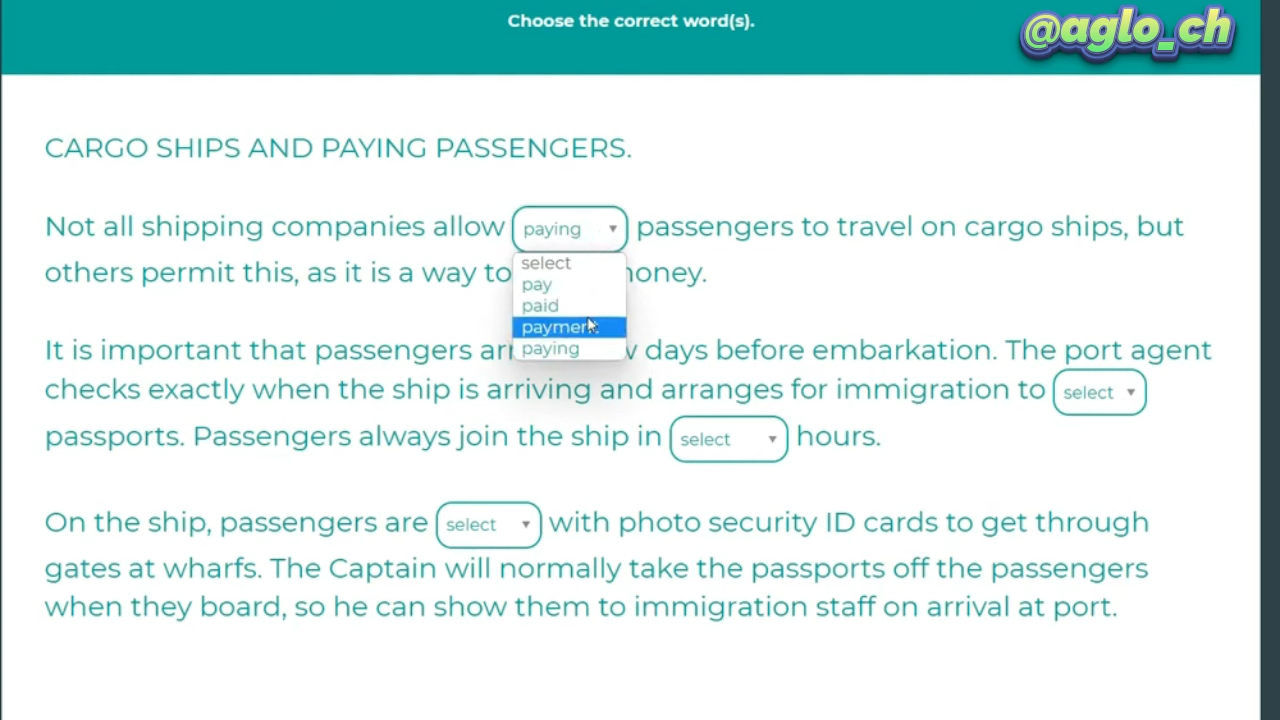 Choose the correct word(s).
@aglo_ch
CARGO SHIPS AND PAYING PASSENGERS.
Not all shipping companies allow paying passengers to travel on cargo ships, but
others permit this, as it is a way to
select
pay
paid
paying
It is important that passengers days before embarkation. The port agent
checks exactly when the ship is arriving and arranges for immigration to select
passports. Passengers always join the ship in select hours.
On the ship, passengers are select with photo security ID cards to get through
gates at wharfs. The Captain will normally take the passports off the passengers
when they board, so he can show them to immigration staff on arrival at port.